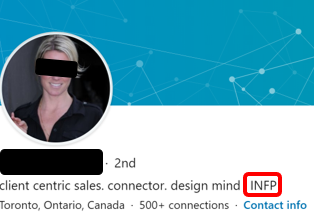 · 2nd
client centric sales. connector. design mind INFP
Toronto, Ontario, Canada · 500+ connections · Contact info